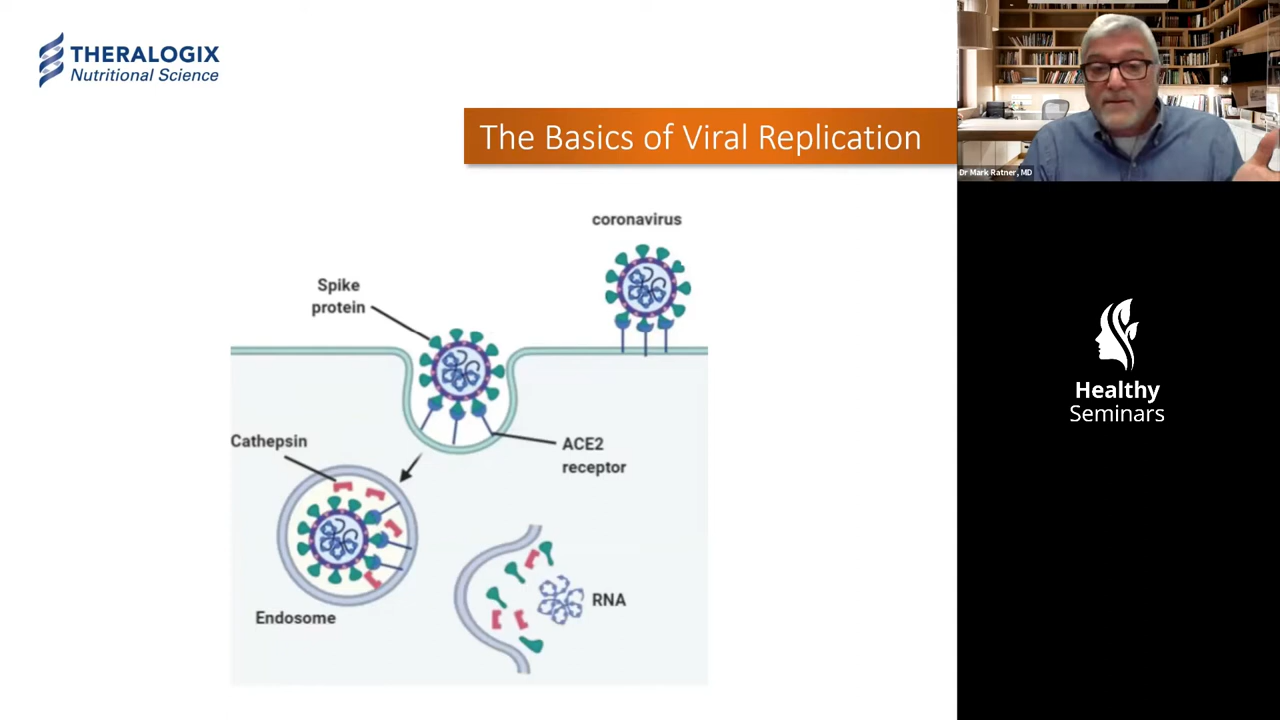 THERALOGIX
Nutritional Science
The Basics of Viral Replication
Dr Mark Ratner, MD
coronavirus
Spike
protein
Cathepsin
ACE2
receptor
Endosome
RNA
Healthy
Seminars